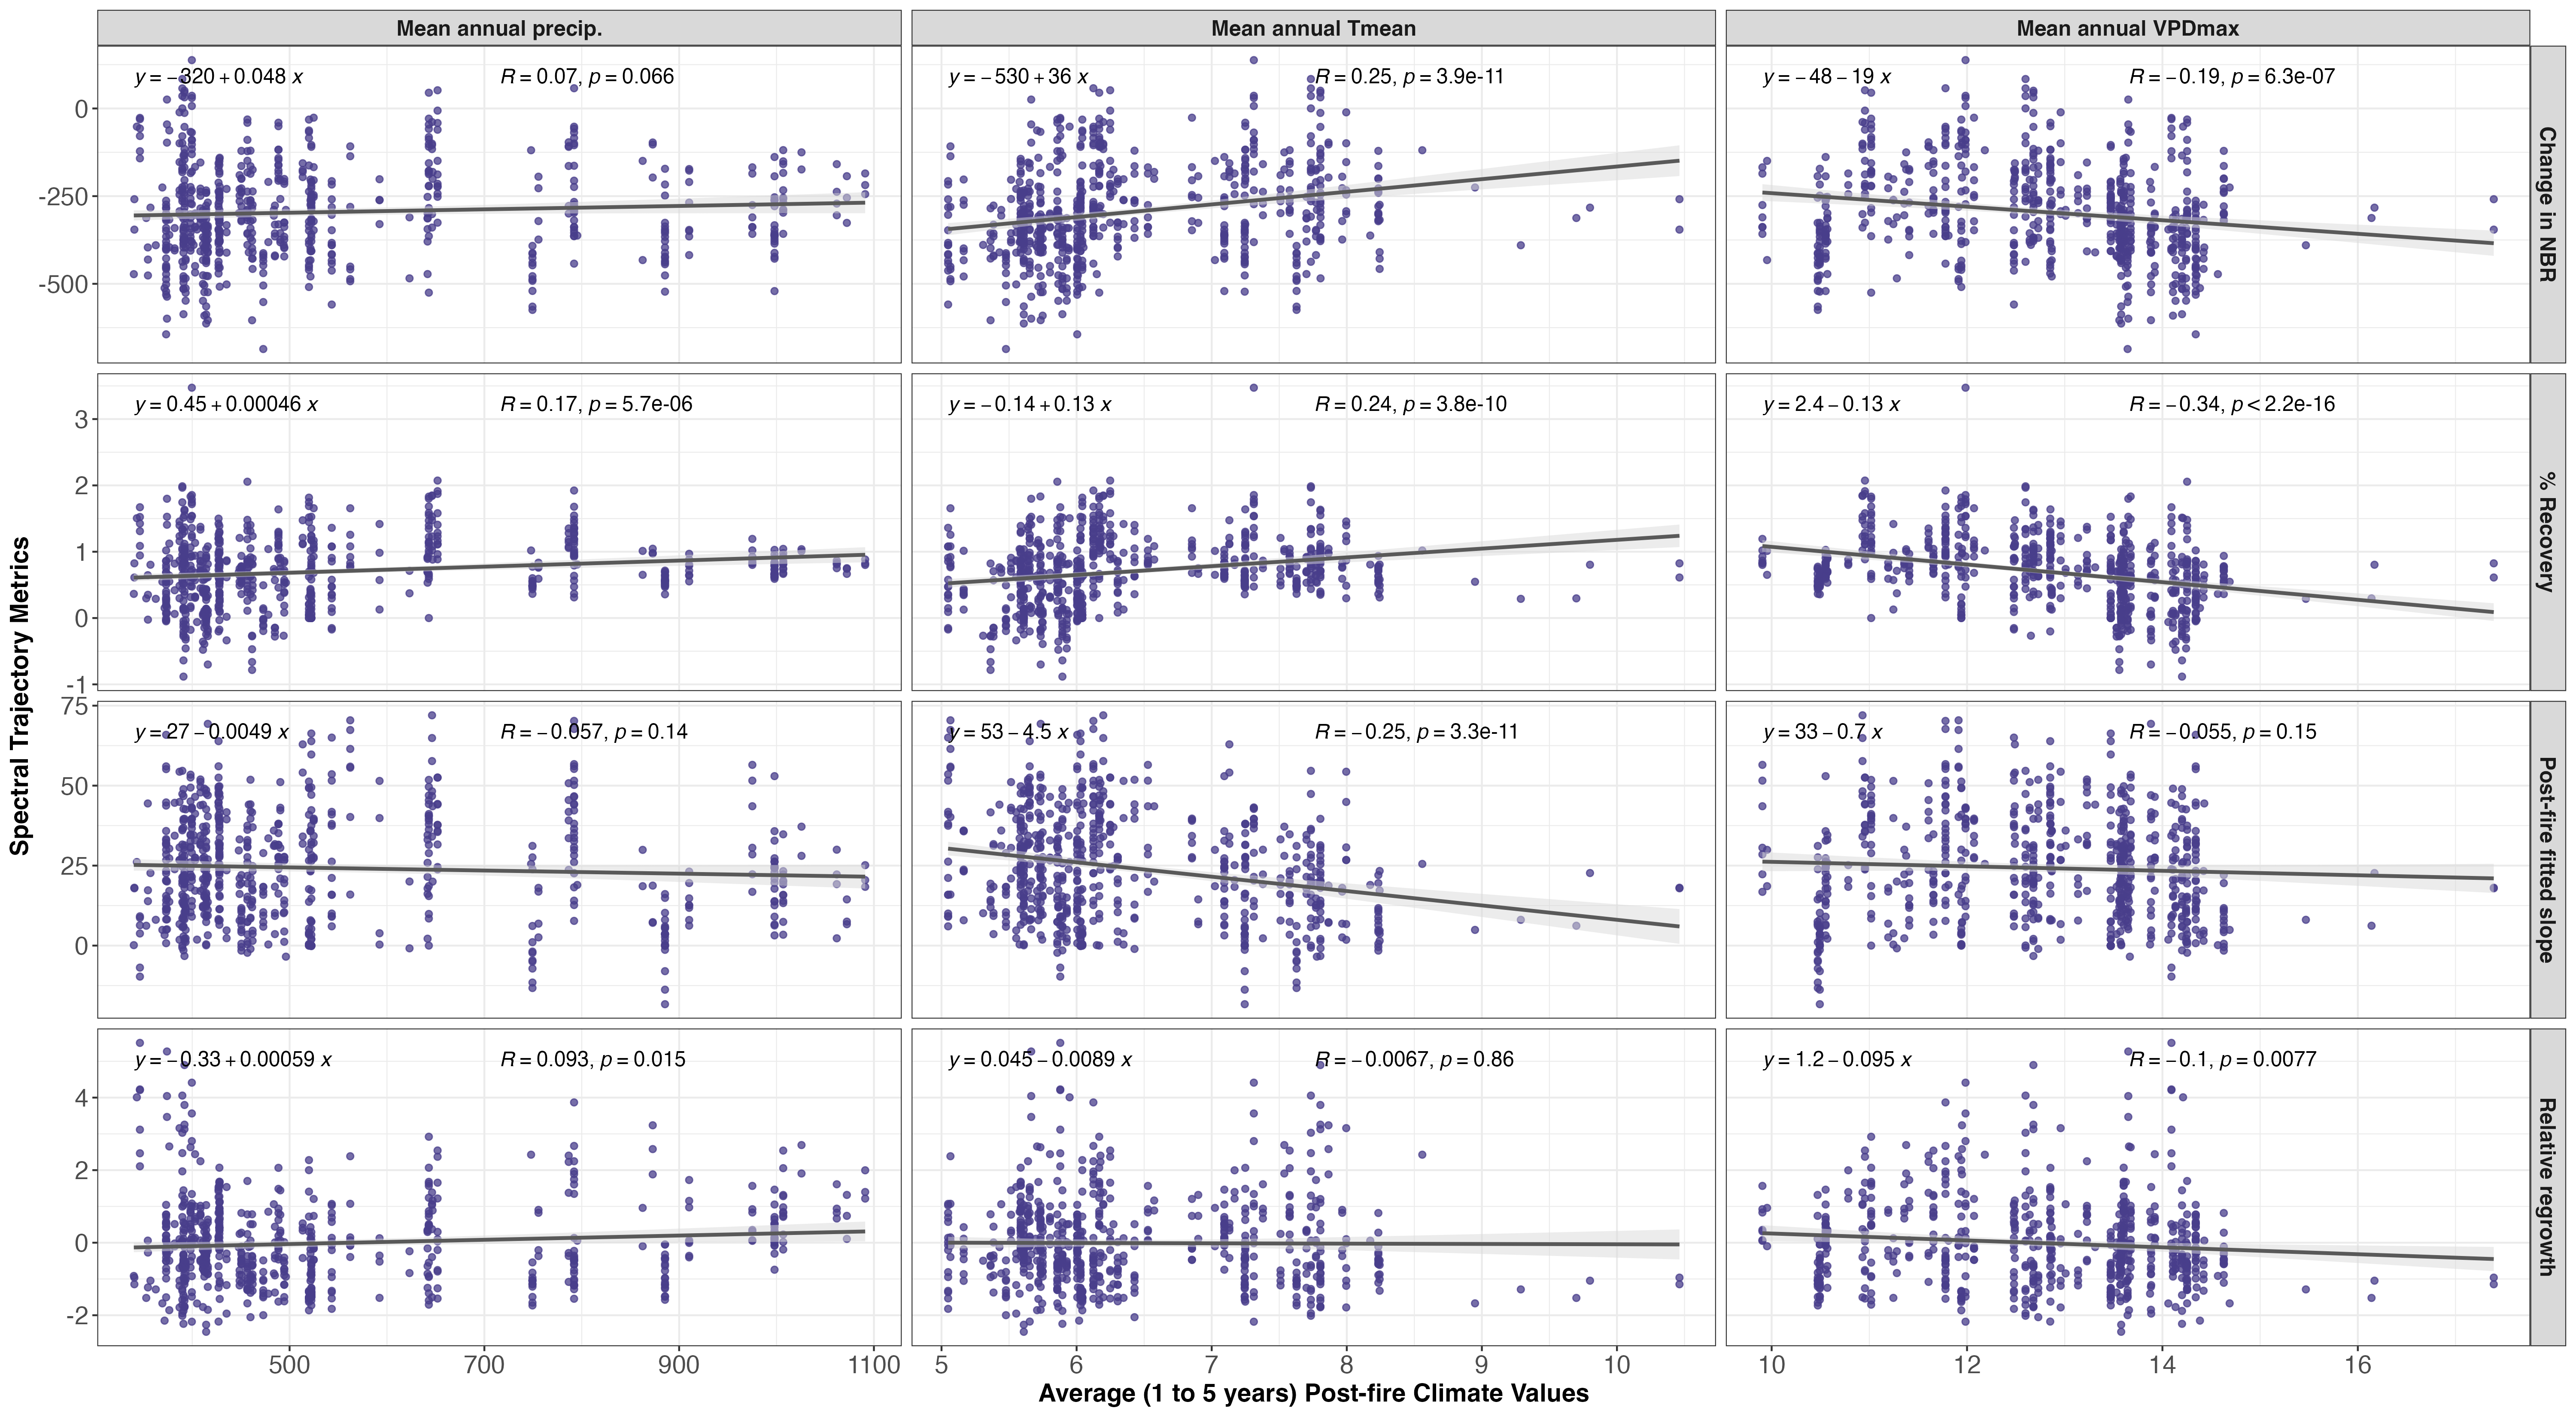 Mean annual precip.
Mean annual Tmean
Mean annual VPDmax
y = −320 + 0.048 x
R = 0.07, p = 0.066
y = −530 + 36 x
R = 0.25, p = 3.9e-11
y = −48 − 19 x
R = −0.19, p = 6.3e-07
0
-250
-500
Change in NBR
y = 0.45 + 0.00046 x
R = 0.17, p = 5.7e-06
y = −0.14 + 0.13 x
R = 0.24, p = 3.8e-10
y = 2.4 − 0.13 x
R = −0.34, p < 2.2e-16
3
2
1
0
-1
% Recovery
Spectral Trajectory Metrics
y = 27 − 0.0049 x
R = −0.057, p = 0.14
y = 53 − 4.5 x
R = −0.25, p = 3.3e-11
y = 33 − 0.7 x
R = −0.055, p = 0.15
75
50
25
0
Post-fire fitted slope
y = −0.33 + 0.00059 x
R = 0.093, p = 0.015
y = 0.045 − 0.0089 x
R = −0.0067, p = 0.86
y = 1.2 − 0.095 x
R = −0.1, p = 0.0077
4
2
0
-2
Relative regrowth
500 700 900 1100
5 6 7 8 9 10
10 12 14 16
Average (1 to 5 years) Post-fire Climate Values